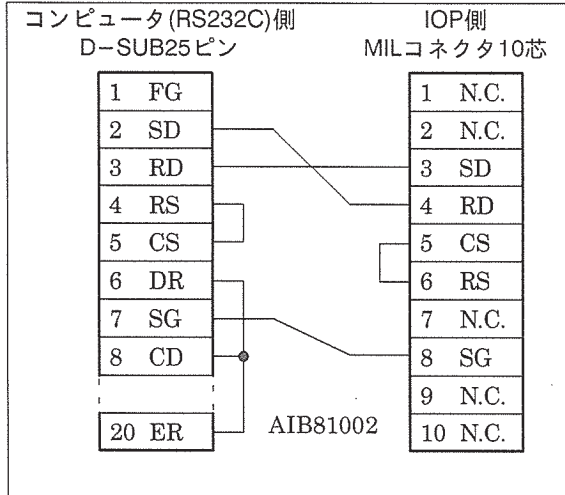 コンピュータ(RS232C)側
D-SUB25ピン
1 FG
2 SD
3 RD
4 RS
5 CS
6 DR
7 SG
8 CD
20 ER
IOP側
MILコネクタ10芯
1 N.C.
2 N.C.
3 SD
4 RD
5 CS
6 RS
7 N.C.
8 SG
9 N.C.
10 N.C.
AIB81002